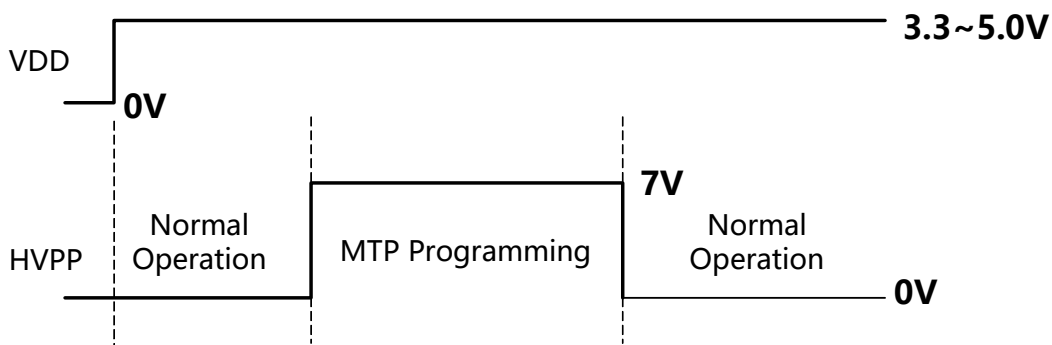 3.3~5.0V
VDD
0V
7V
Normal
Operation
MTP Programming
Normal
Operation
HVPP
0V